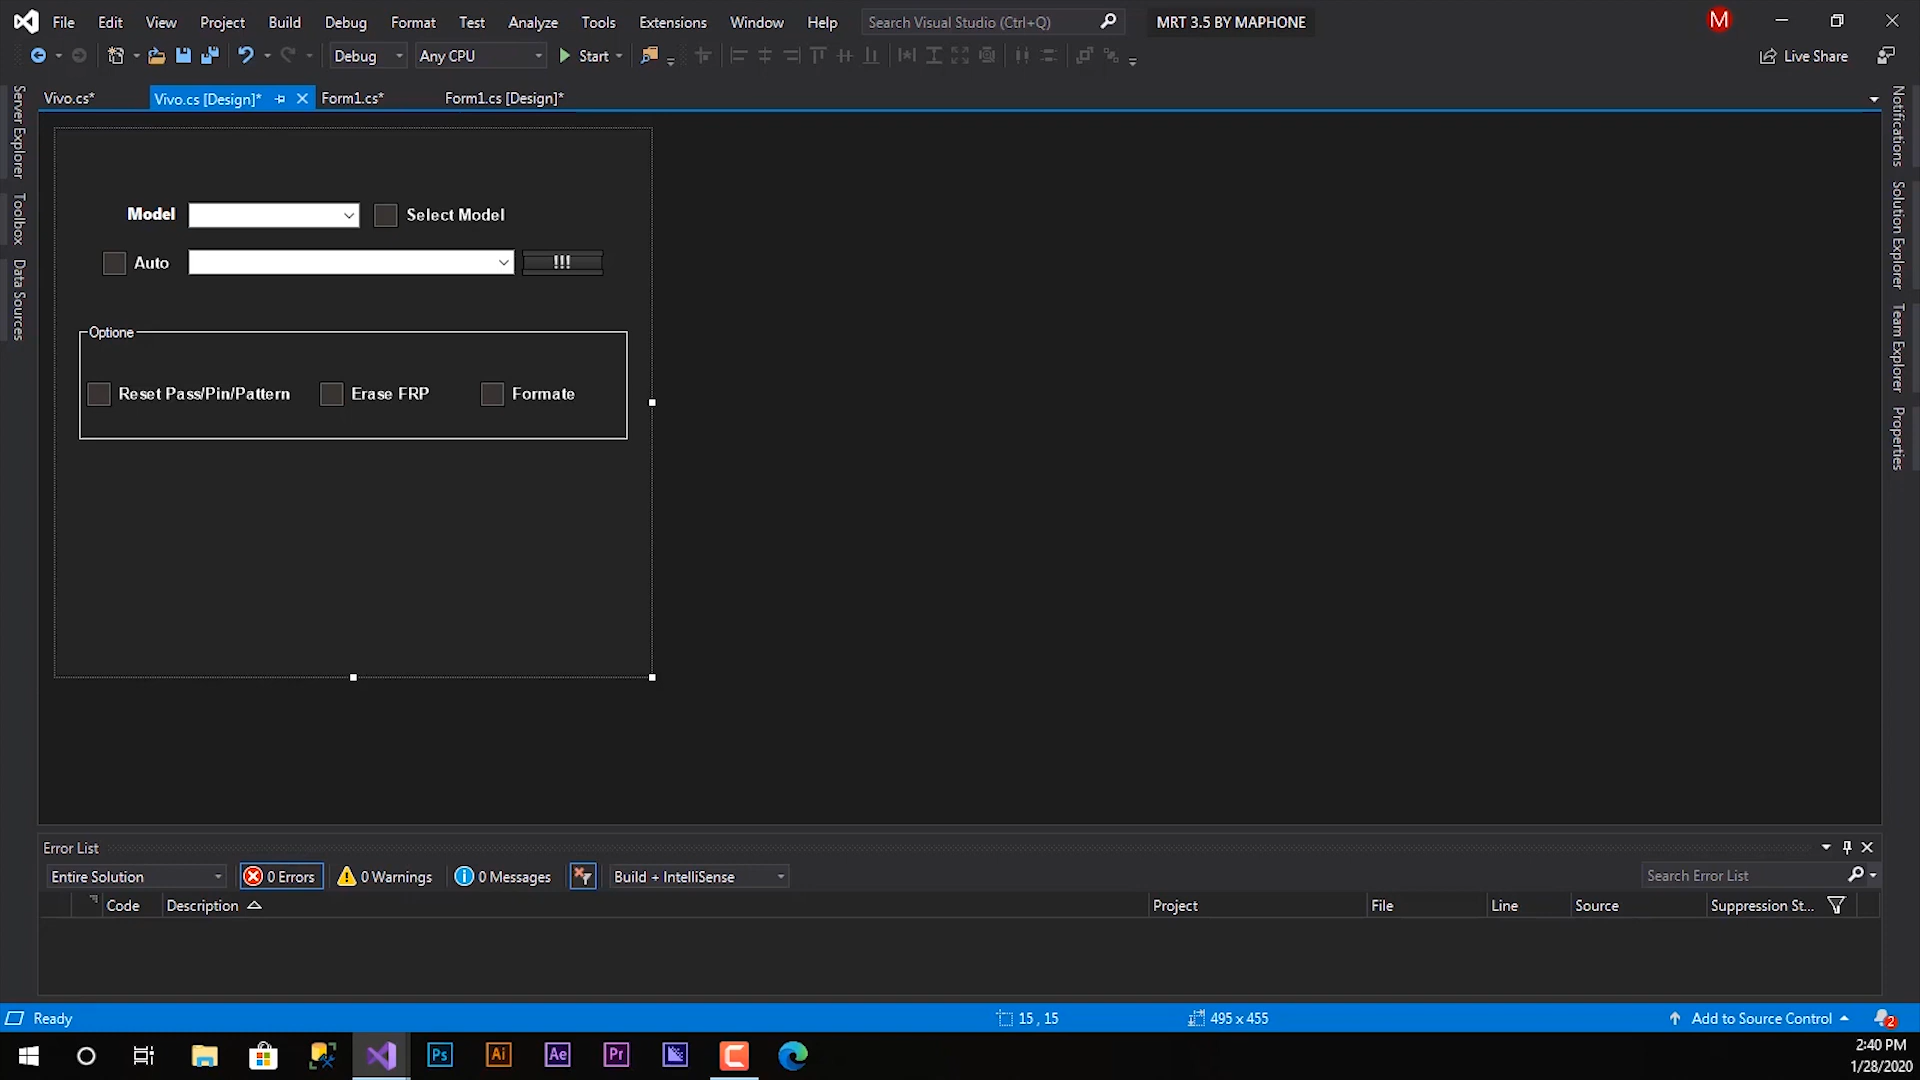 File Edit View Project Build Debug Format Test Analyze Tools Extensions Window Help Search Visual Studio (Ctrl+Q) MRT 3.5 BY MAPHONE M
Debug Any CPU Start Live Share
Vivo.cs* Vivo.cs [Design]* Form1.cs* Form1.cs [Design]*
Server Explorer
Toolbox
Data Sources
Notifications
Solution Explorer
Team Explorer
Properties
Model Select Model
Auto !!!
Optione
Reset Pass/Pin/Pattern Erase FRP Formate
Error List
Entire Solution 0 Errors 0 Warnings 0 Messages Build + IntelliSense Search Error List
Code Description Project File Line Source Suppression St...
Ready 15 , 15 495 x 455 Add to Source Control 2
Ps Ai Ae Pr
2:40 PM
1/28/2020